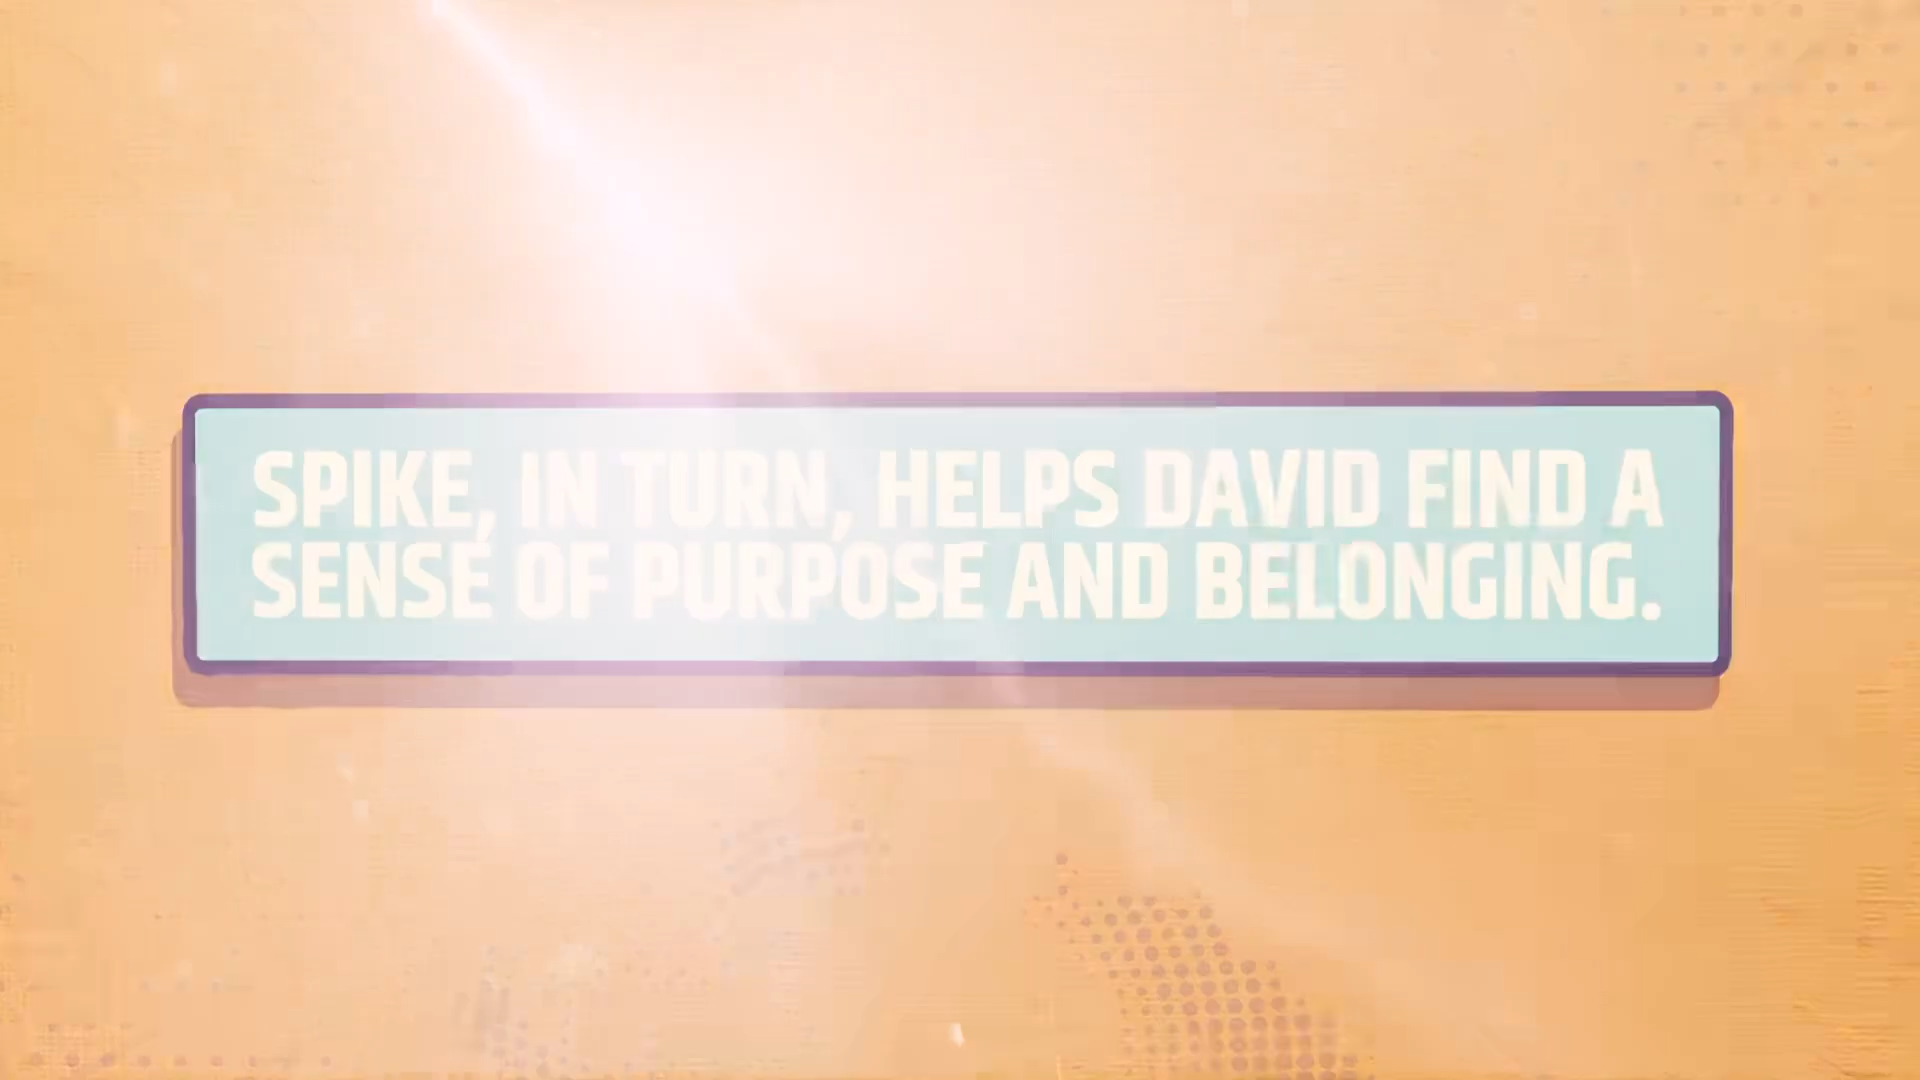 SPIKE, IN TURN, HELPS DAVID FIND A
SENSE OF PURPOSE AND BELONGING.